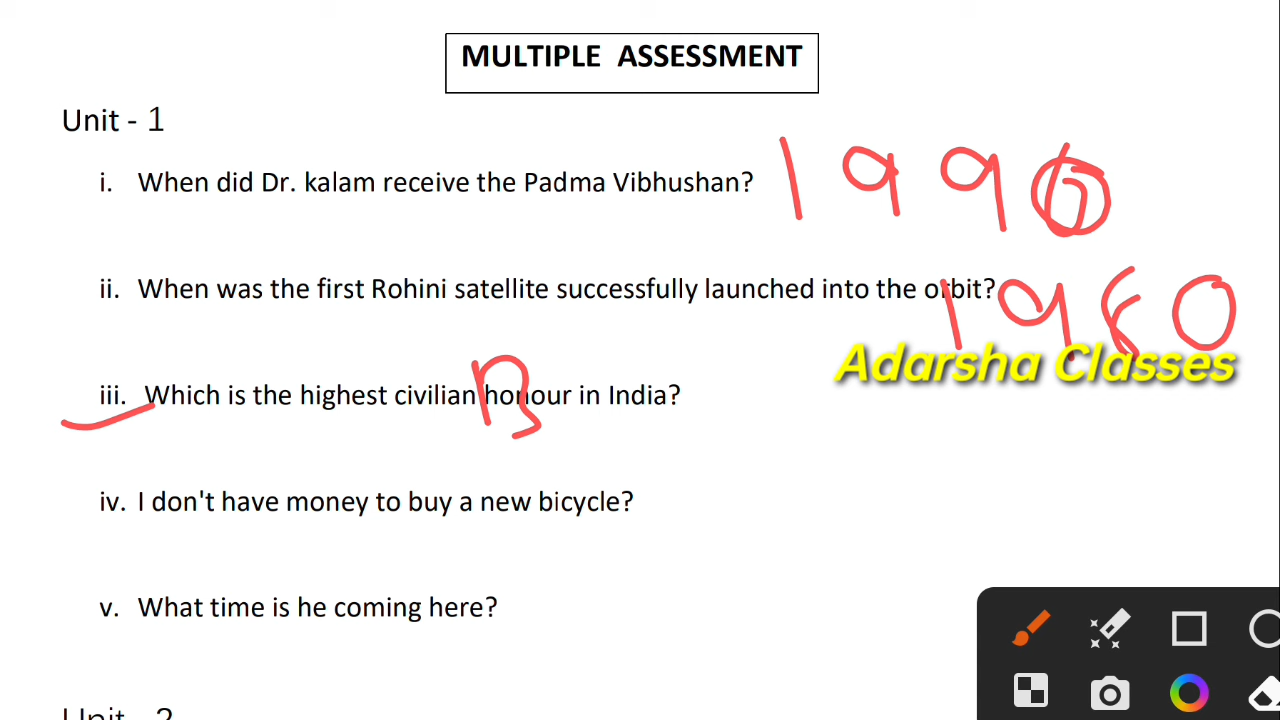 MULTIPLE ASSESSMENT
Unit - 1
i. When did Dr. kalam receive the Padma Vibhushan? 1990
ii. When was the first Rohini satellite successfully launched into the orbit? 1980
Adarsha Classes
iii. Which is the highest civilian honour in India? B
iv. I don't have money to buy a new bicycle?
v. What time is he coming here?
Unit - 2